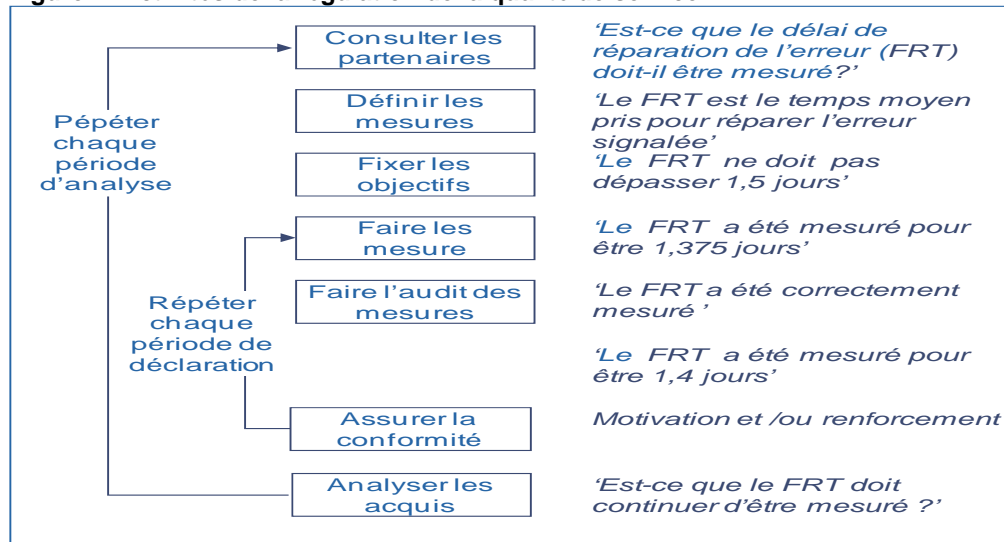 Consulter les
partenaires
'Est-ce que le délai de
réparation de l'erreur (FRT)
doit-il être mesuré?'
Définir les
mesures
'Le FRT est le temps moyen
pris pour réparer l'erreur
signalée'
Pépéter
chaque
période
d'analyse
Fixer les
objectifs
'Le FRT ne doit pas
dépasser 1,5 jours'
Faire les
mesure
'Le FRT a été mesuré pour
être 1,375 jours'
Répéter
chaque
période de
déclaration
Faire l'audit des
mesures
'Le FRT a été correctement
mesuré '
'Le FRT a été mesuré pour
être 1,4 jours'
Assurer la
conformité
Motivation et /ou renforcement
Analyser les
acquis
'Est-ce que le FRT doit
continuer d'être mesuré ?'